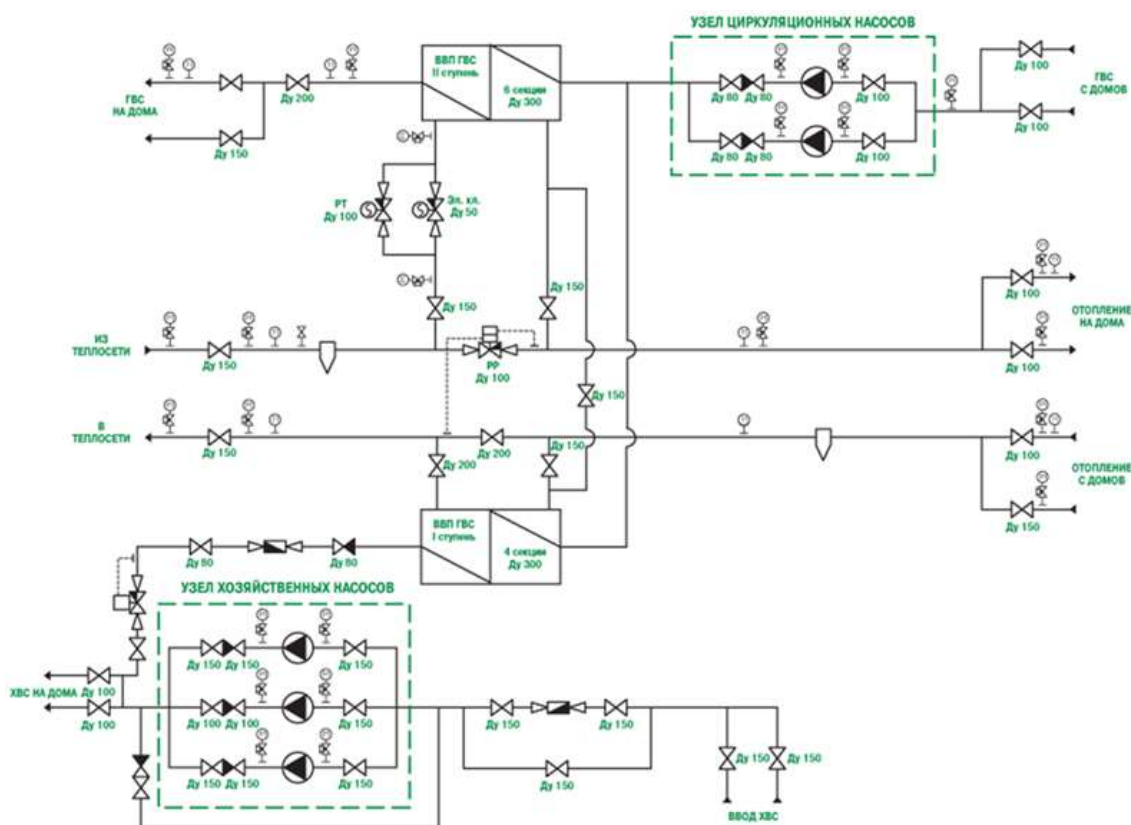 УЗЕЛ ЦИРКУЛЯЦИОННЫХ НАСОСОВ
ВВП ГВС
II ступень
6 секции
Ду 300
Ду 200
ГВС
НА ДОМА
Ду 150
Ду 80
Ду 80
Ду 100
Ду 80
Ду 80
Ду 100
Ду 100
ГВС
С ДОМОВ
Ду 100
РТ
Ду 100
Эл. кл.
Ду 50
Ду 150
Ду 150
Ду 100
ОТОПЛЕНИЕ
НА ДОМА
Ду 100
ИЗ
ТЕПЛОСЕТИ
Ду 150
РР
Ду 100
Ду 150
В
ТЕПЛОСЕТИ
Ду 150
Ду 200
Ду 200
Ду 150
Ду 100
ОТОПЛЕНИЕ
С ДОМОВ
Ду 150
ВВП ГВС
I ступень
4 секции
Ду 300
Ду 80
Ду 80
УЗЕЛ ХОЗЯЙСТВЕННЫХ НАСОСОВ
Ду 150
Ду 150
Ду 150
ХВС НА ДОМА
Ду 100
Ду 100
Ду 100
Ду 100
Ду 150
Ду 150
Ду 150
Ду 150
Ду 150
Ду 150
Ду 150
Ду 150
Ду 150
ВВОД ХВС